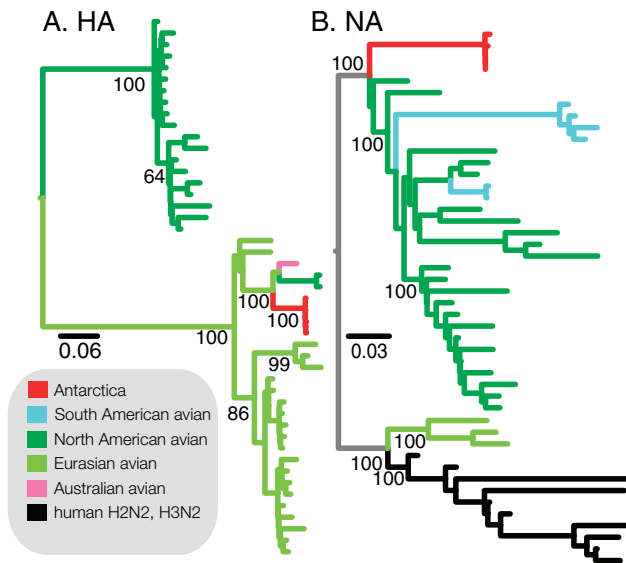 A. HA
B. NA
100
64
100
100
100
99
86
0.06
100
100
100
0.03
100
100
100
Antarctica
South American avian
North American avian
Eurasian avian
Australian avian
human H2N2, H3N2